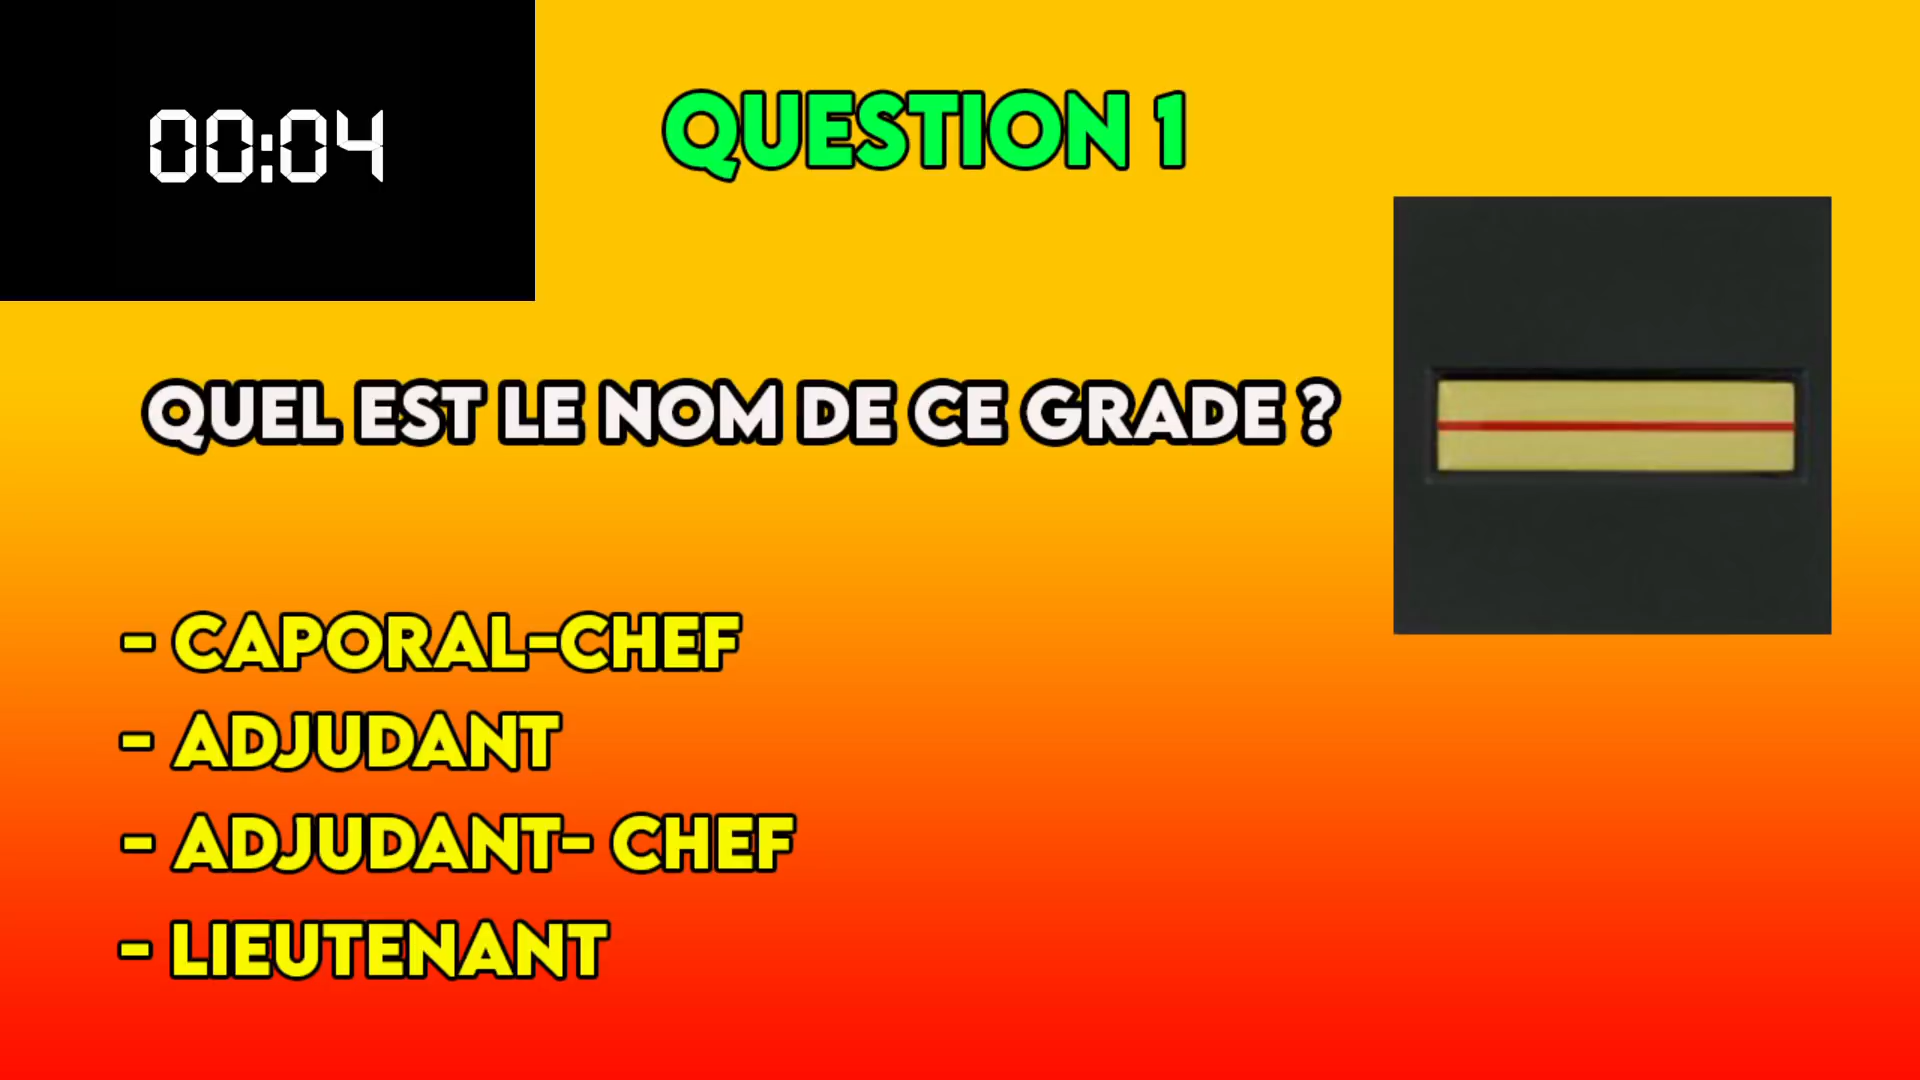 00:04
QUESTION 1
QUEL EST LE NOM DE CE GRADE ?
- CAPORAL-CHEF
- ADJUDANT
- ADJUDANT- CHEF
- LIEUTENANT